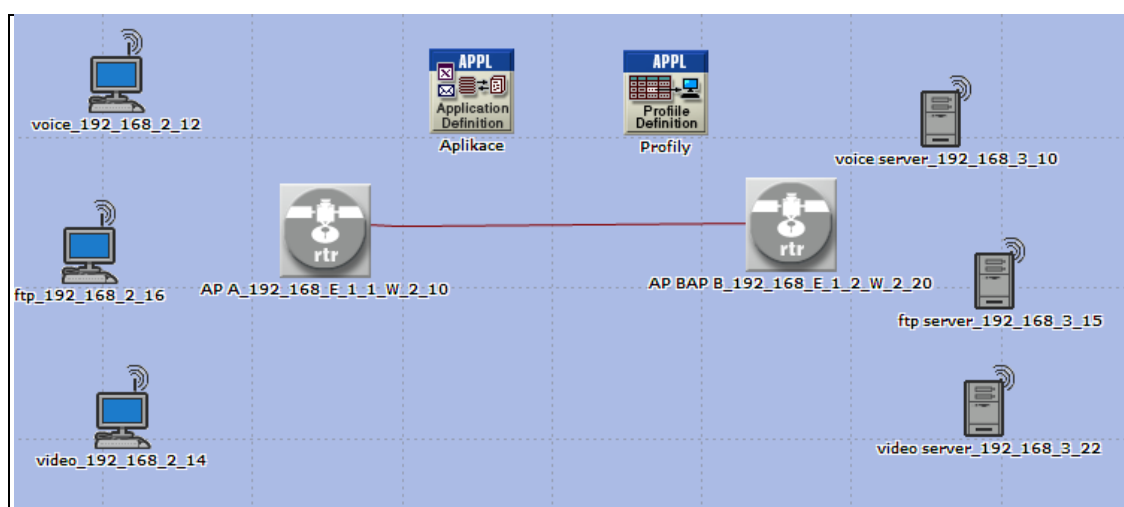 voice_192_168_2_12
APPL
Application
Definition
Aplikace
APPL
Profiile
Definition
Profily
voice server_192_168_3_10
rtr
AP A_192_168_E_1_1_W_2_10
rtr
AP BAP B_192_168_E_1_2_W_2_20
ftp_192_168_2_16
ftp server_192_168_3_15
video_192_168_2_14
video server_192_168_3_22